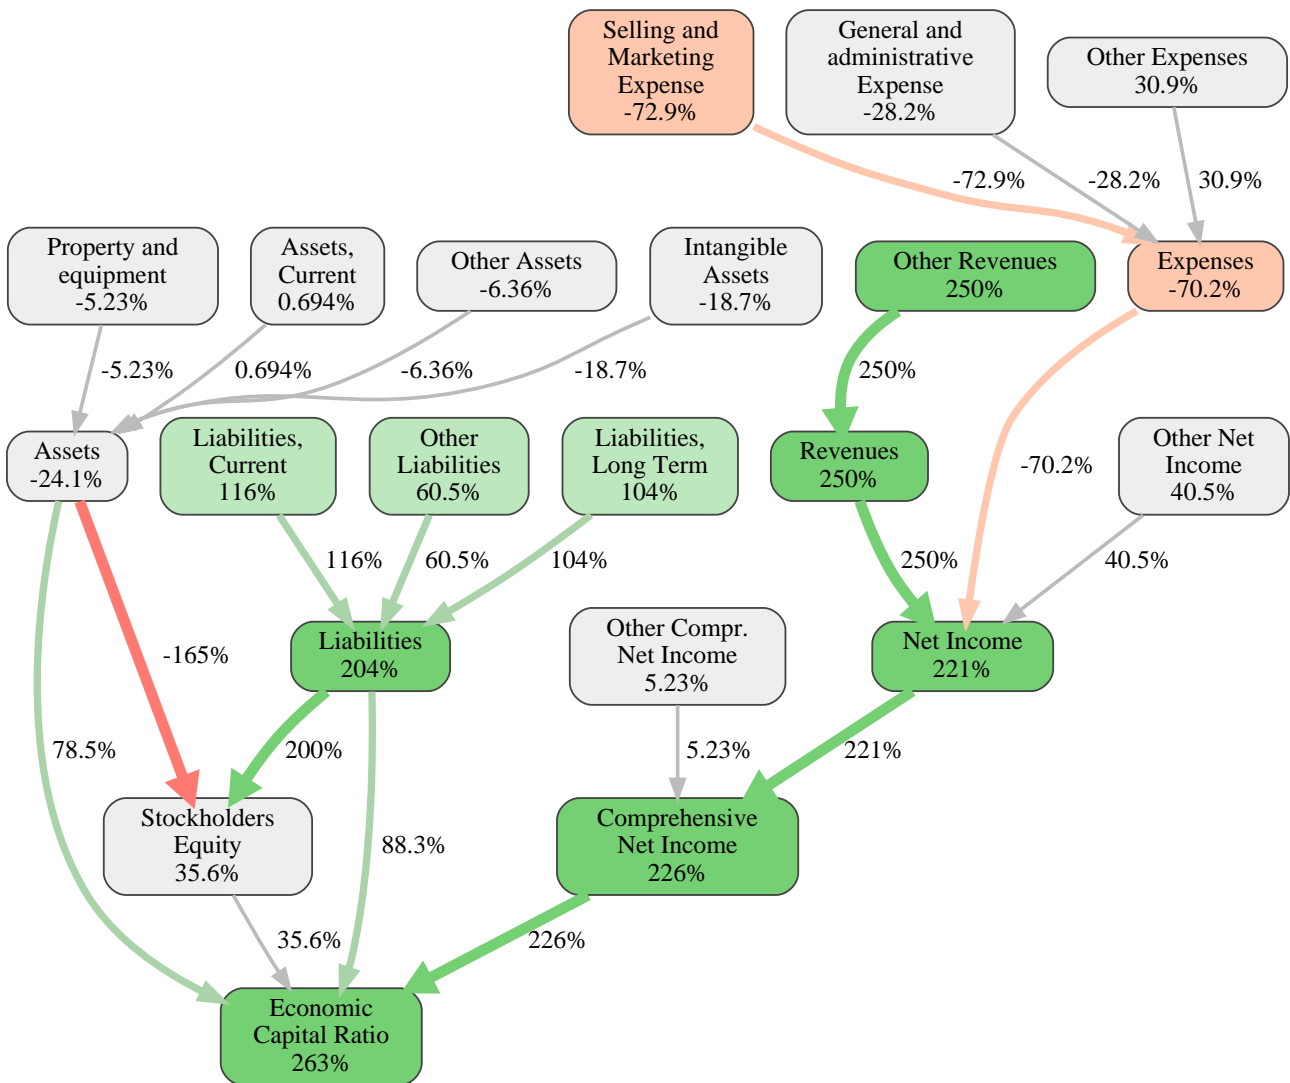 Selling and
Marketing
Expense
-72.9%
General and
administrative
Expense
-28.2%
Other Expenses
30.9%
-72.9%
-28.2%
30.9%
Property and
equipment
-5.23%
Assets,
Current
0.694%
Other Assets
-6.36%
Intangible
Assets
-18.7%
Other Revenues
250%
Expenses
-70.2%
-5.23%
0.694%
-6.36%
-18.7%
250%
Assets
-24.1%
Liabilities,
Current
116%
Other
Liabilities
60.5%
Liabilities,
Long Term
104%
Revenues
250%
-70.2%
Other Net
Income
40.5%
116%
60.5%
104%
250%
40.5%
Liabilities
204%
Other Compr.
Net Income
5.23%
Net Income
221%
-165%
78.5%
200%
5.23%
221%
Stockholders
Equity
35.6%
88.3%
Comprehensive
Net Income
226%
35.6%
226%
Economic
Capital Ratio
263%